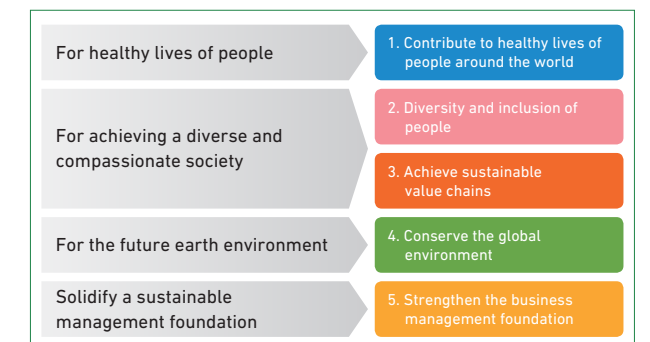 For healthy lives of people
1. Contribute to healthy lives of
people around the world
For achieving a diverse and
compassionate society
2. Diversity and inclusion of
people
3. Achieve sustainable
value chains
For the future earth environment
4. Conserve the global
environment
Solidify a sustainable
management foundation
5. Strengthen the business
management foundation